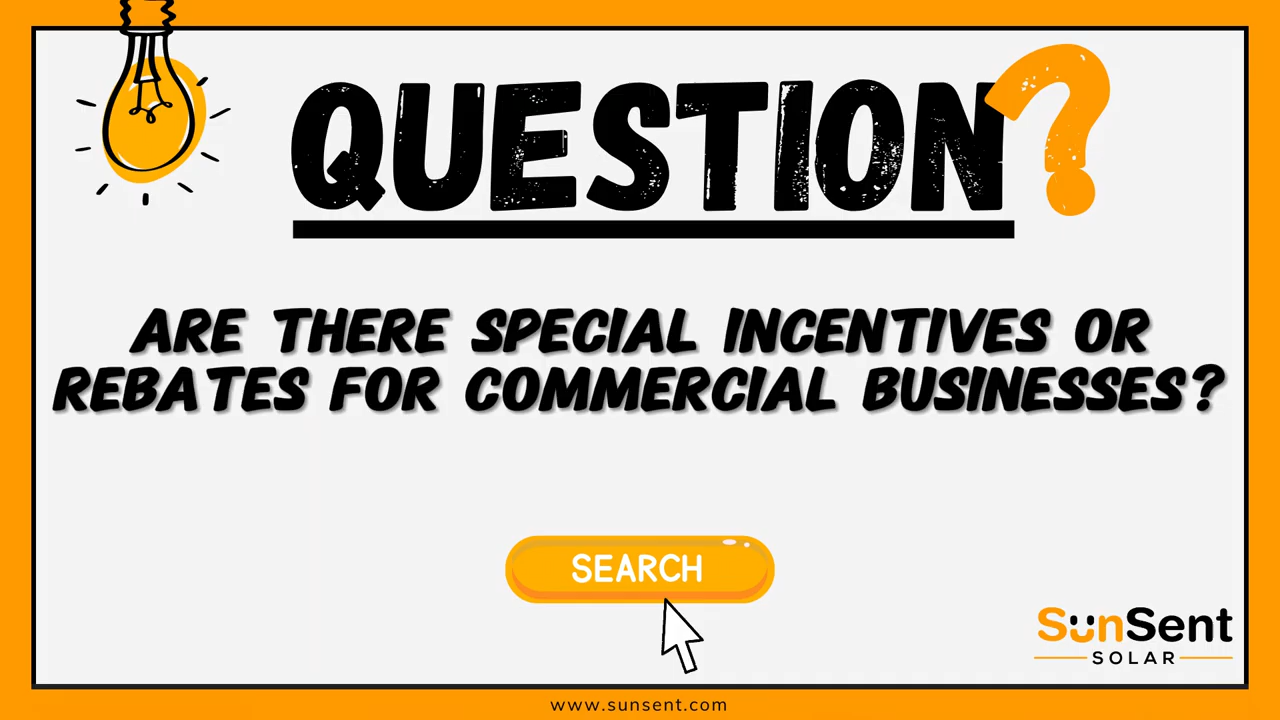 QUESTION?
ARE THERE SPECIAL INCENTIVES OR
REBATES FOR COMMERCIAL BUSINESSES?
SEARCH
SunSent
SOLAR
www.sunsent.com